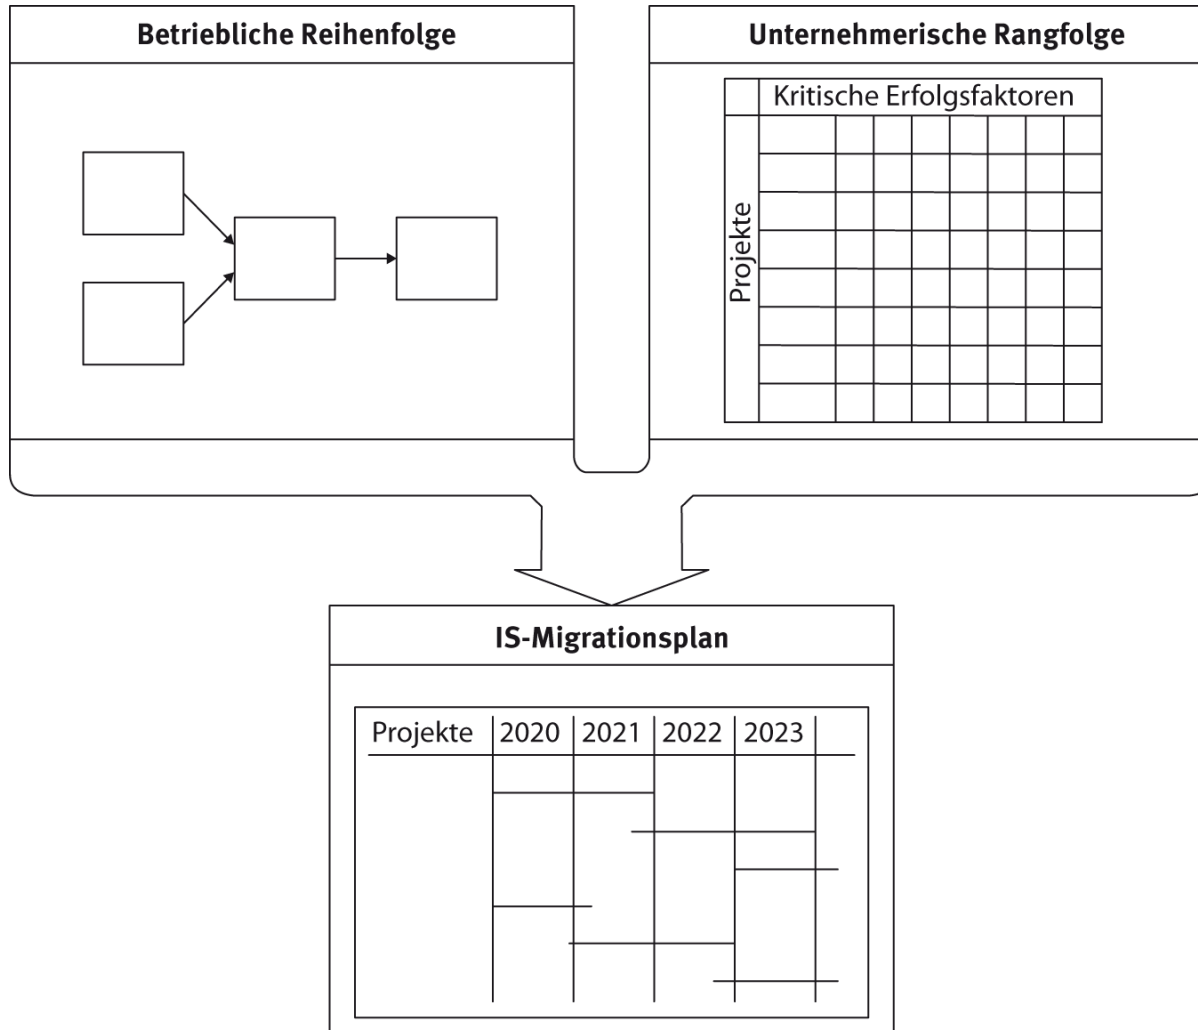 Betriebliche Reihenfolge
Unternehmerische Rangfolge
Kritische Erfolgsfaktoren
Projekte
IS-Migrationsplan
Projekte 2020 2021 2022 2023